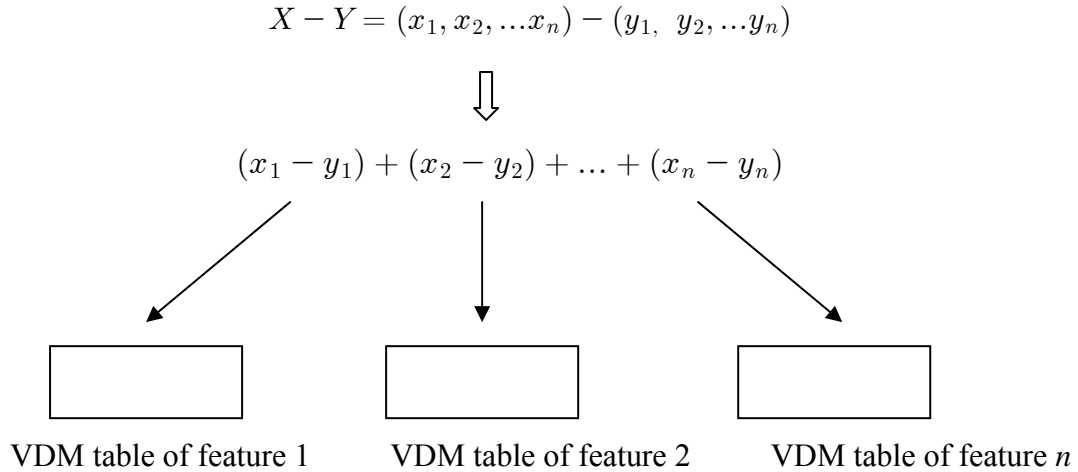 X − Y = (x₁, x₂, ...xₙ) − (y₁, y₂, ...yₙ)
(x₁ − y₁) + (x₂ − y₂) + ... + (xₙ − yₙ)
VDM table of feature 1 VDM table of feature 2 VDM table of feature n